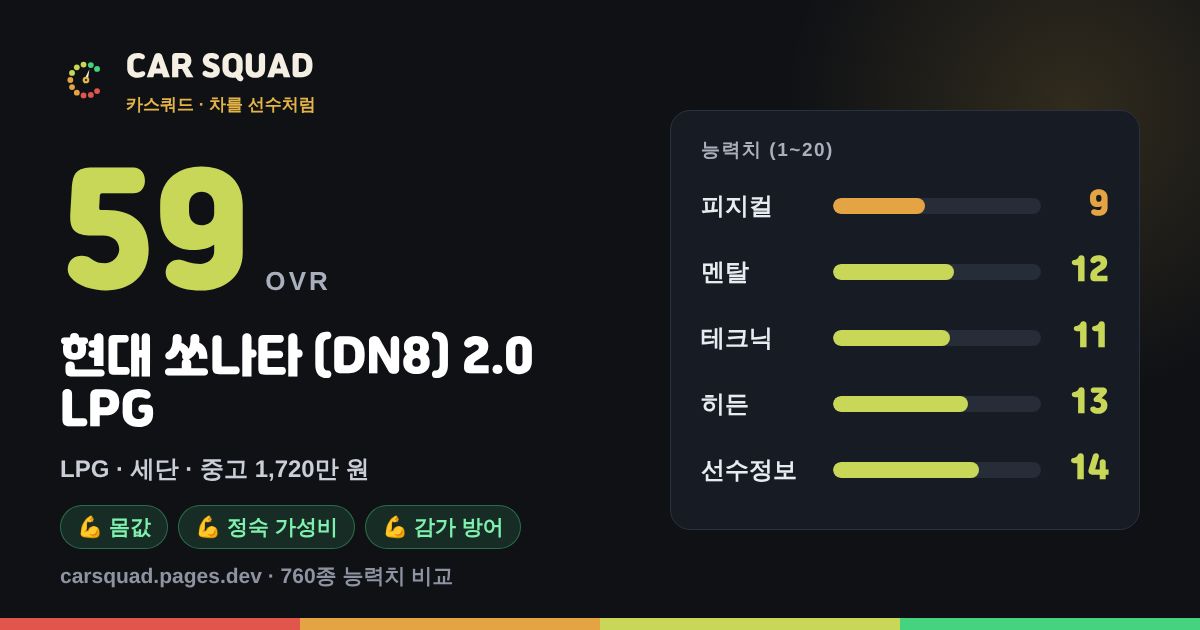 CAR SQUAD
카스쿼드 · 차를 선수처럼
59 OVR
현대 쏘나타 (DN8) 2.0
LPG
LPG · 세단 · 중고 1,720만 원
💪 몸값
💪 정숙 가성비
💪 감가 방어
carsquad.pages.dev · 760종 능력치 비교
능력치 (1~20)
피지컬 9
멘탈 12
테크닉 11
히든 13
선수정보 14